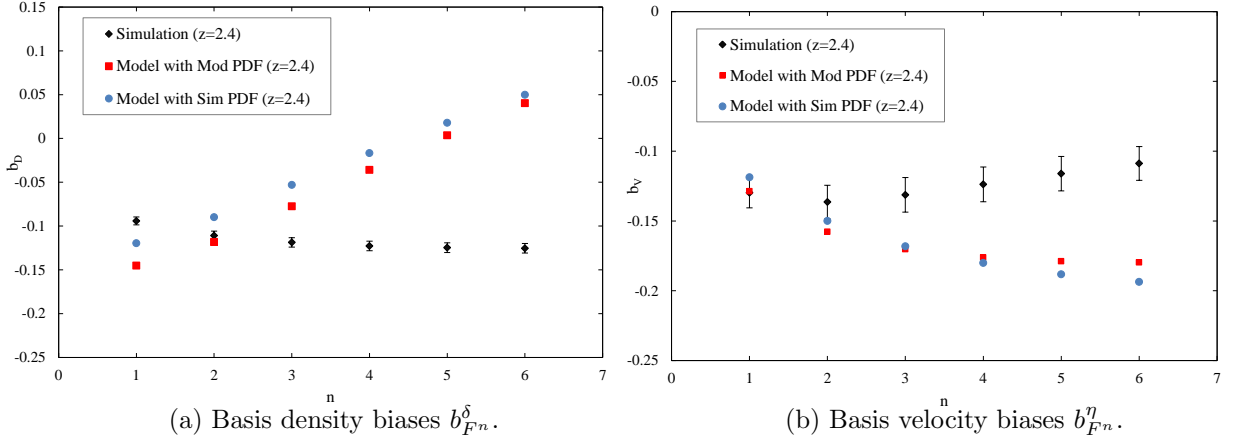 0.15
0.1
0.05
0
-0.05
-0.1
-0.15
-0.2
-0.25
b_D
Simulation (z=2.4)
Model with Mod PDF (z=2.4)
Model with Sim PDF (z=2.4)
0 1 2 3 4 5 6 7
n
(a) Basis density biases $b^{\delta}_{F^n}$.
0
-0.05
-0.1
-0.15
-0.2
-0.25
b_V
Simulation (z=2.4)
Model with Mod PDF (z=2.4)
Model with Sim PDF (z=2.4)
0 1 2 3 4 5 6 7
n
(b) Basis velocity biases $b^{\eta}_{F^n}$.